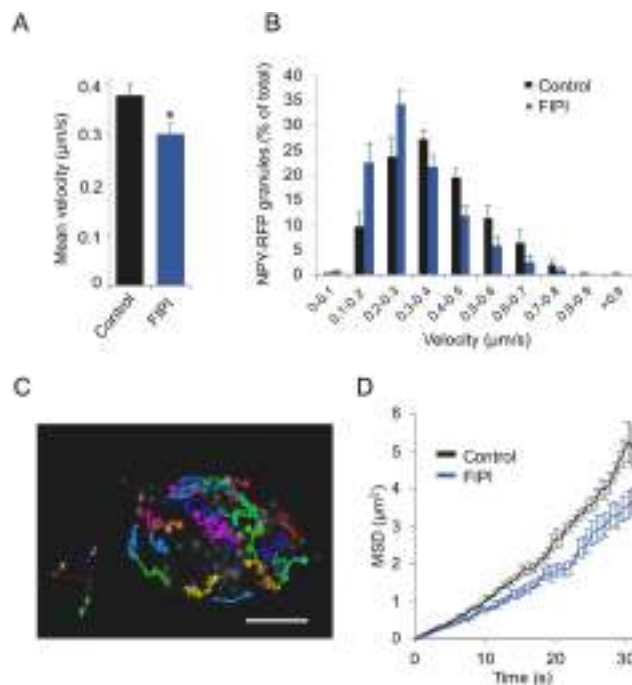 A
Mean velocity (µm/s)
0.4
0.3
0.2
0.1
0
*
Control
FIPI
B
NPY-RFP granules (% of total)
40
35
30
25
20
15
10
5
0
Control
FIPI
0-0.1
0.1-0.2
0.2-0.3
0.3-0.4
0.4-0.5
0.5-0.6
0.6-0.7
0.7-0.8
0.8-0.9
>0.9
Velocity (µm/s)
C
D
MSD (µm²)
6
5
4
3
2
1
0
Control
FIPI
0
10
20
30
Time (s)